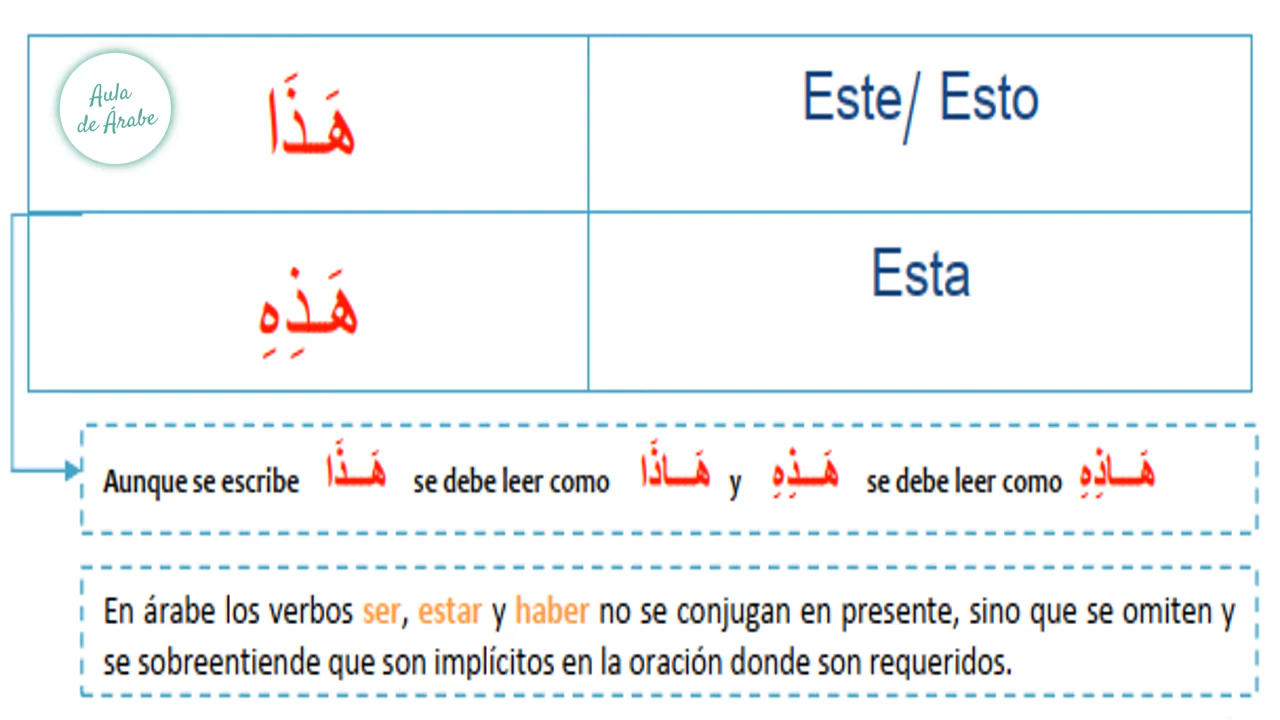 Aula
de Árabe
هَـذَا
Este/ Esto
هَـذِهِ
Esta
Aunque se escribe هَـذَا se debe leer como هَـاذَا y هَـذِهِ se debe leer como هَـاذِهِ
En árabe los verbos ser, estar y haber no se conjugan en presente, sino que se omiten y
se sobreentiende que son implícitos en la oración donde son requeridos.